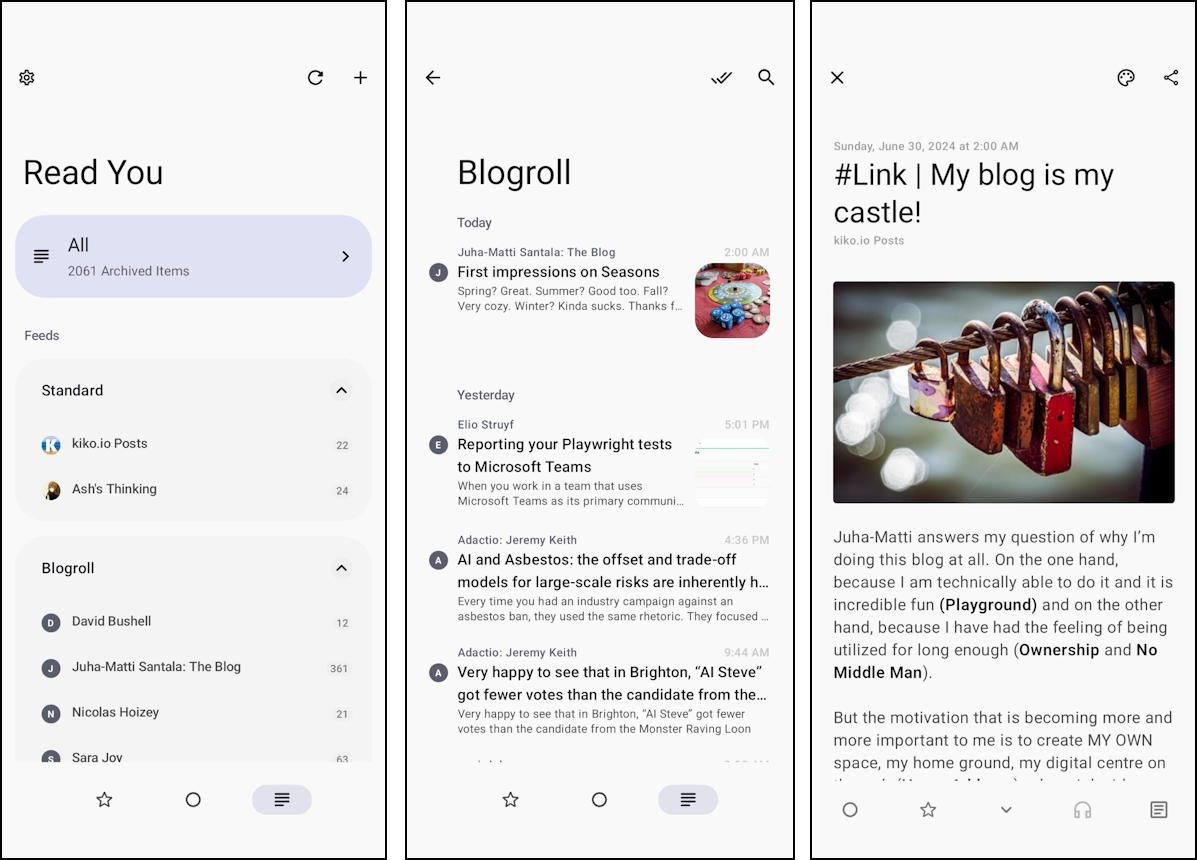 Read You
All
2061 Archived Items
Feeds
Standard
kiko.io Posts
22
Ash's Thinking
24
Blogroll
D
David Bushell
12
J
Juha-Matti Santala: The Blog
361
N
Nicolas Hoizey
21
S
Sara Joy
63
Blogroll
Today
Juha-Matti Santala: The Blog
2:00 AM
J
First impressions on Seasons
Spring? Great. Summer? Good too. Fall?
Very cozy. Winter? Kinda sucks. Thanks f…
Yesterday
Elio Struyf
5:01 PM
E
Reporting your Playwright tests
to Microsoft Teams
When you work in a team that uses
Microsoft Teams as its primary communi…
Adactio: Jeremy Keith
4:36 PM
A
AI and Asbestos: the offset and trade-off
models for large-scale risks are inherently h…
Every time you had an industry campaign against an
asbestos ban, they used the same rhetoric. They focused …
Adactio: Jeremy Keith
9:44 AM
A
Very happy to see that in Brighton, “AI Steve”
got fewer votes than the candidate from the…
Very happy to see that in Brighton, “AI Steve” got fewer
votes than the candidate from the Monster Raving Loon
Sunday, June 30, 2024 at 2:00 AM
#Link | My blog is my
castle!
kiko.io Posts
Juha-Matti answers my question of why I’m
doing this blog at all. On the one hand,
because I am technically able to do it and it is
incredible fun (Playground) and on the other
hand, because I have had the feeling of being
utilized for long enough (Ownership and No
Middle Man).
But the motivation that is becoming more and
more important to me is to create MY OWN
space, my home ground, my digital centre on